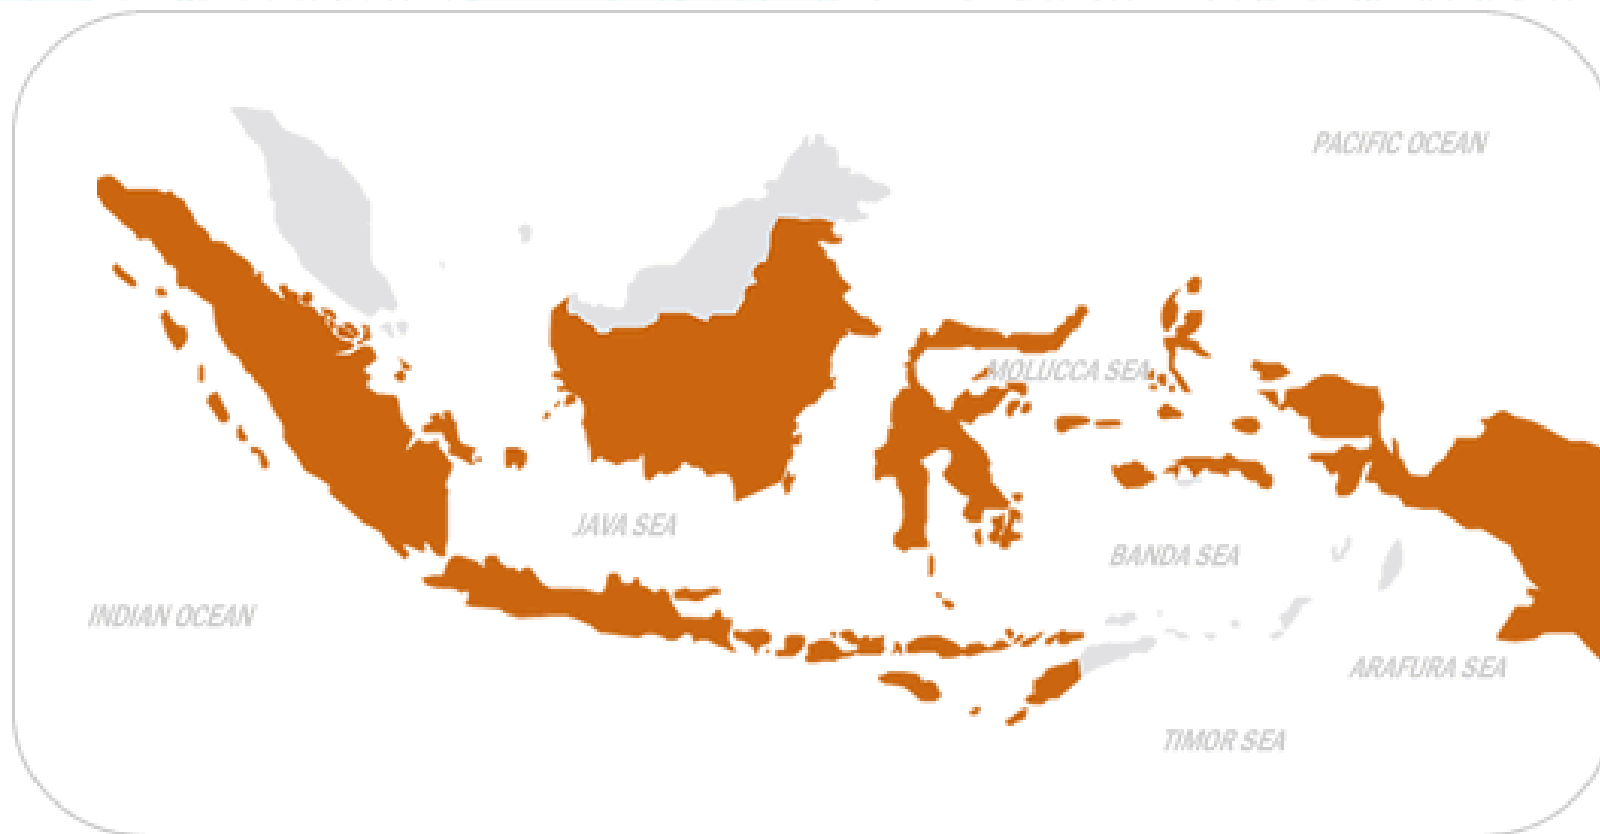 PACIFIC OCEAN
MOLUCCA SEA
JAVA SEA
BANDA SEA
INDIAN OCEAN
ARAFURA SEA
TIMOR SEA